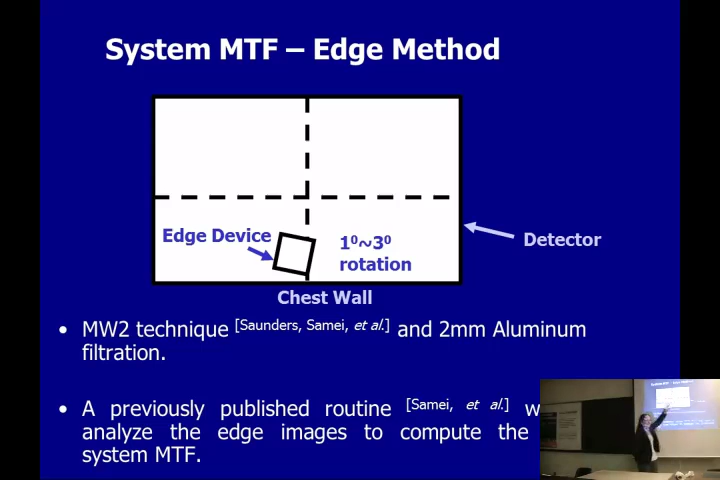 System MTF – Edge Method
Edge Device
1⁰~3⁰
rotation
Detector
Chest Wall
• MW2 technique [Saunders, Samei, et al.] and 2mm Aluminum
filtration.
• A previously published routine [Samei, et al.]
analyze the edge images to compute the
system MTF.